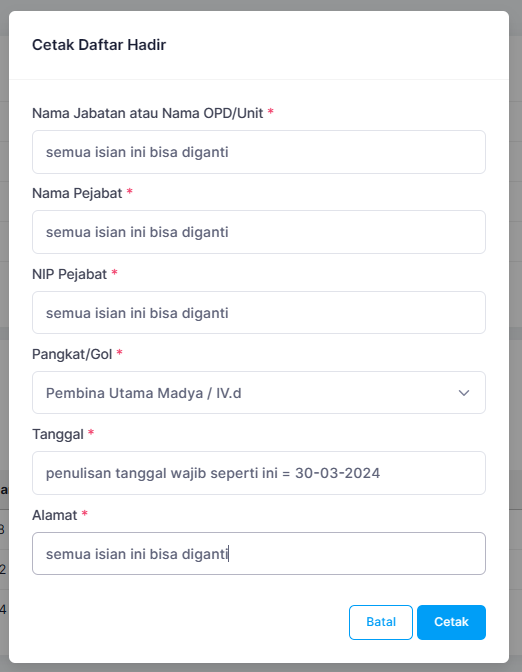 Cetak Daftar Hadir
Nama Jabatan atau Nama OPD/Unit *
semua isian ini bisa diganti
Nama Pejabat *
semua isian ini bisa diganti
NIP Pejabat *
semua isian ini bisa diganti
Pangkat/Gol *
Pembina Utama Madya / IV.d
Tanggal *
penulisan tanggal wajib seperti ini = 30-03-2024
Alamat *
semua isian ini bisa diganti
Batal Cetak